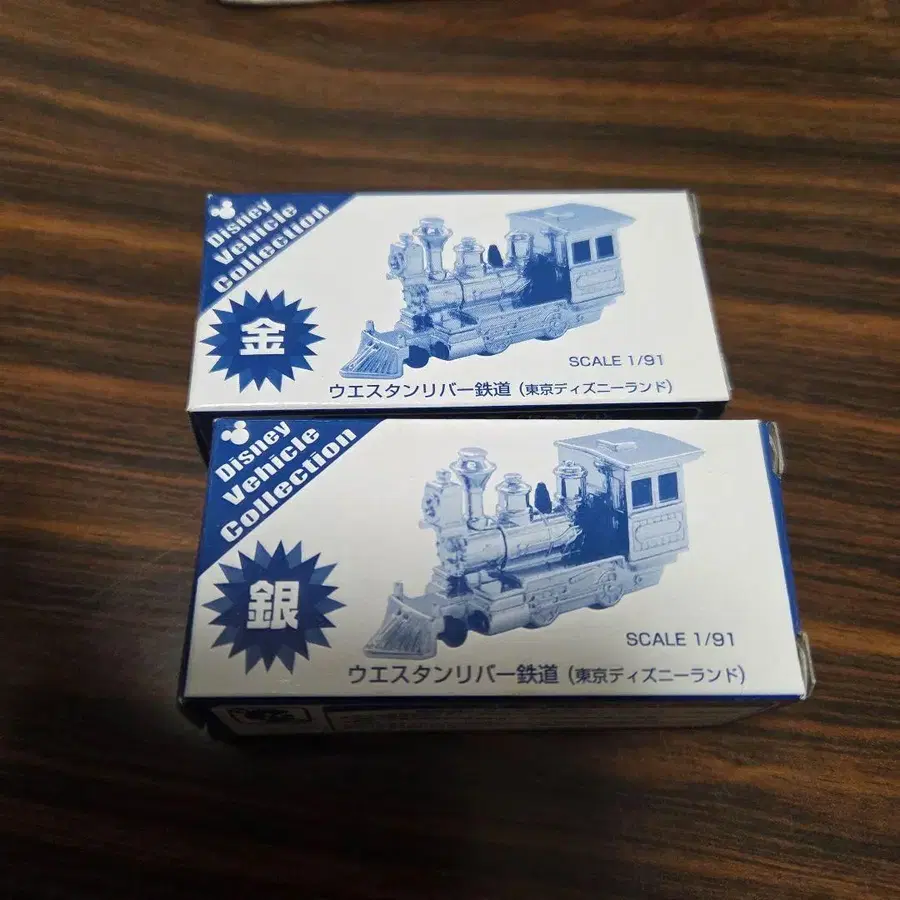 Disney
Vehicle
Collection
金
SCALE 1/91
ウエスタンリバー鉄道(東京ディズニーランド)
Disney
Vehicle
Collection
銀
SCALE 1/91
ウエスタンリバー鉄道(東京ディズニーランド)